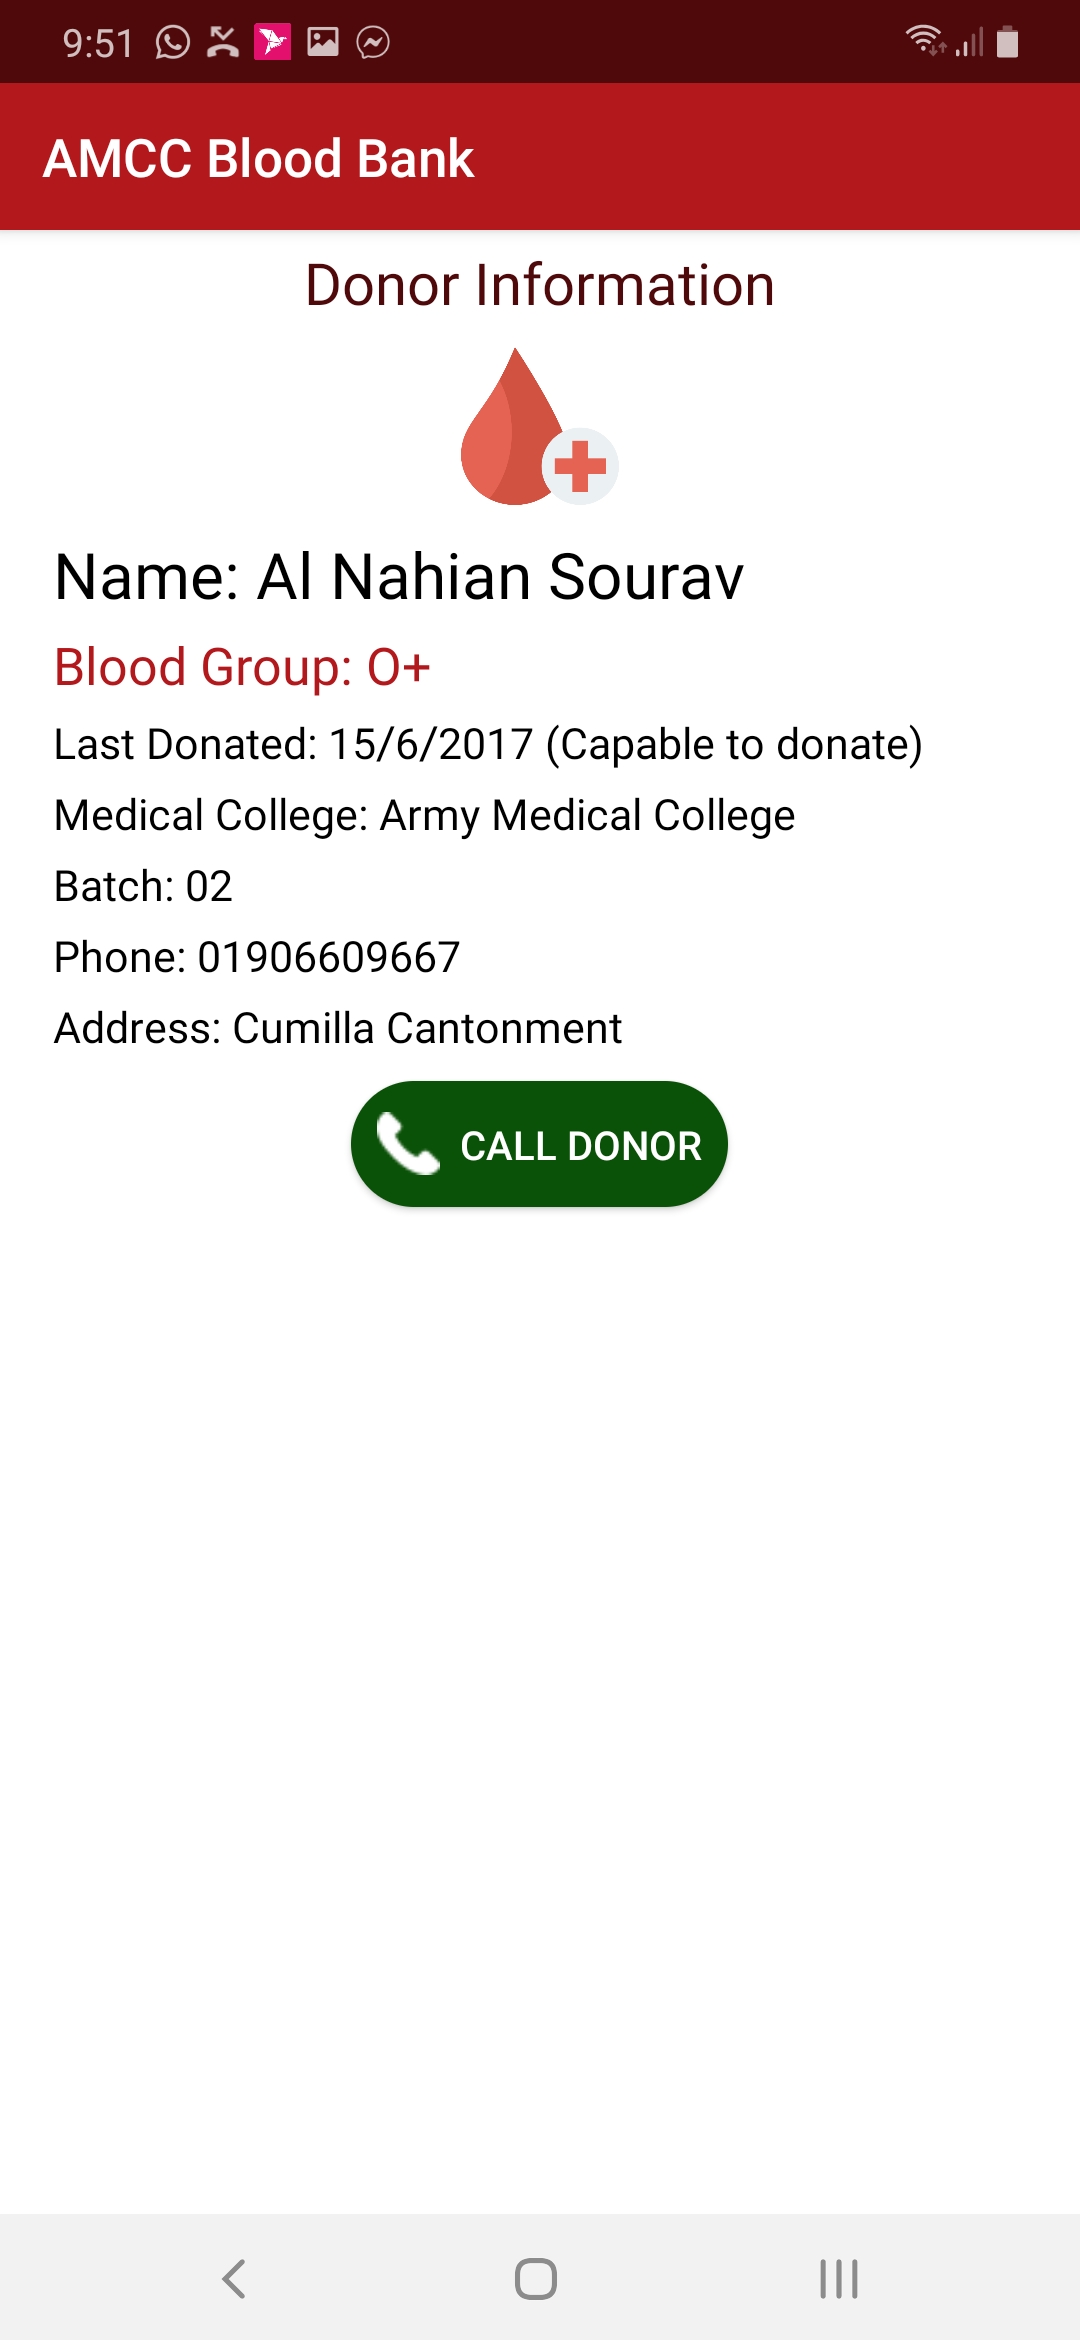 9:51
AMCC Blood Bank
Donor Information
Name: Al Nahian Sourav
Blood Group: O+
Last Donated: 15/6/2017 (Capable to donate)
Medical College: Army Medical College
Batch: 02
Phone: 01906609667
Address: Cumilla Cantonment
CALL DONOR